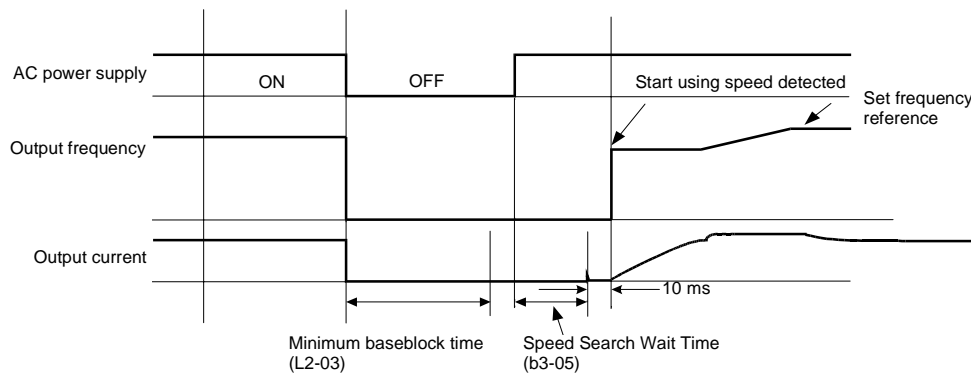 AC power supply
ON
OFF
Start using speed detected
Set frequency
reference
Output frequency
Output current
10 ms
Minimum baseblock time
(L2-03)
Speed Search Wait Time
(b3-05)